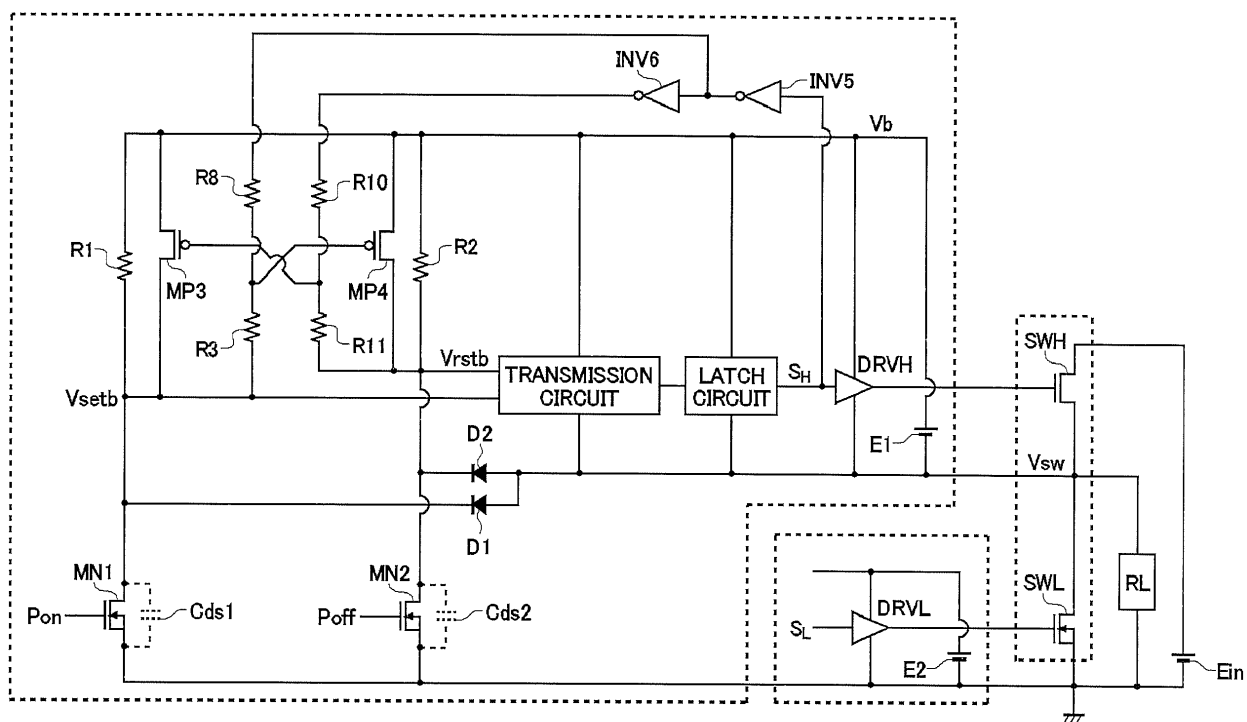 INV6
INV5
Vb
R8
R10
R1
MP3
MP4
R2
R3
R11
Vrstb
Vsetb
TRANSMISSION
CIRCUIT
LATCH
CIRCUIT
SH
DRVH
SWH
E1
Vsw
D2
D1
MN1
Pon
Cds1
MN2
Poff
Cds2
SL
DRVL
E2
SWL
RL
Ein